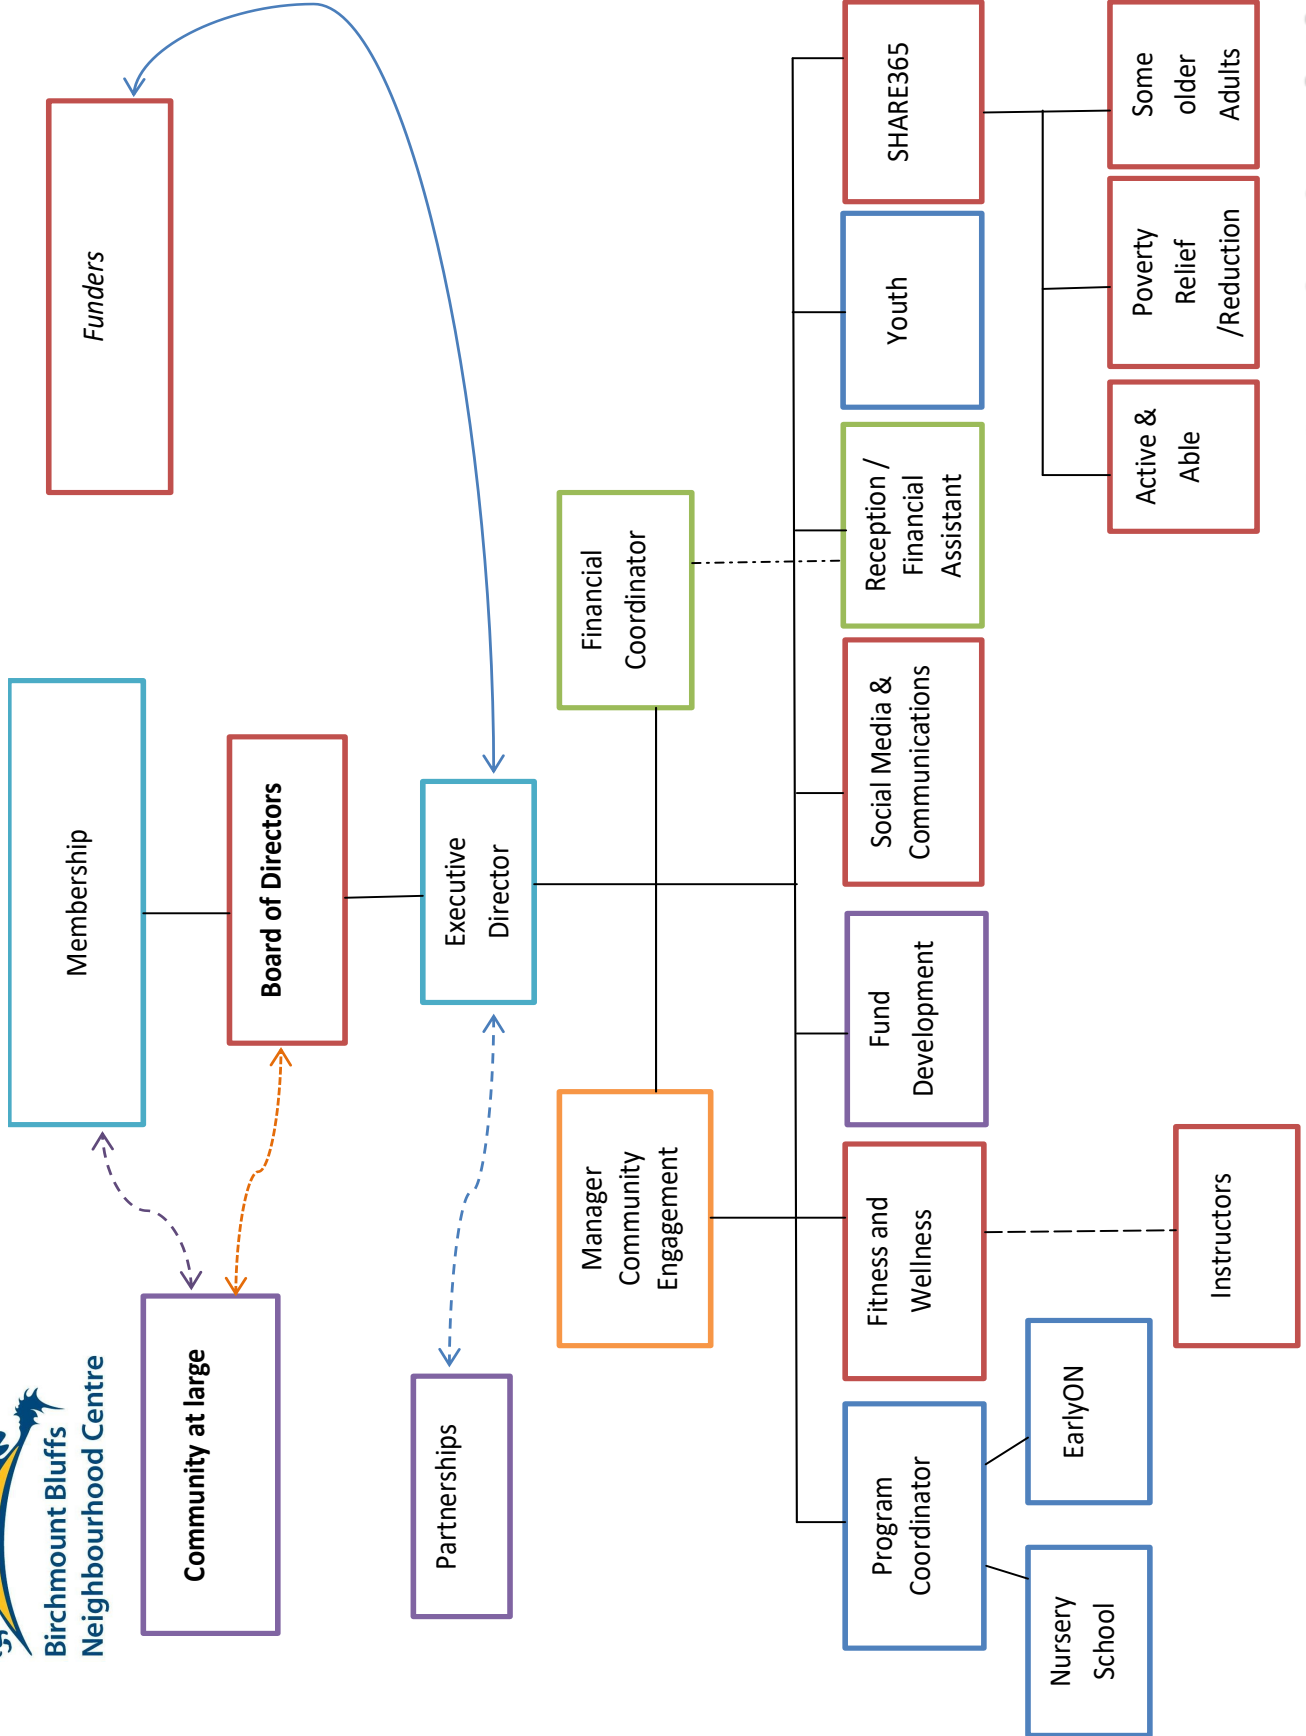 Birchmount Bluffs
Neighbourhood Centre
Membership
Funders
Community at large
Board of Directors
Partnerships
Executive
Director
Manager
Community
Engagement
Financial
Coordinator
Program
Coordinator
Fitness and
Wellness
Fund
Development
Social Media &
Communications
Reception /
Financial
Assistant
Youth
SHARE365
Nursery
School
EarlyON
Instructors
Active &
Able
Poverty
Relief
/Reduction
Some
older
Adults